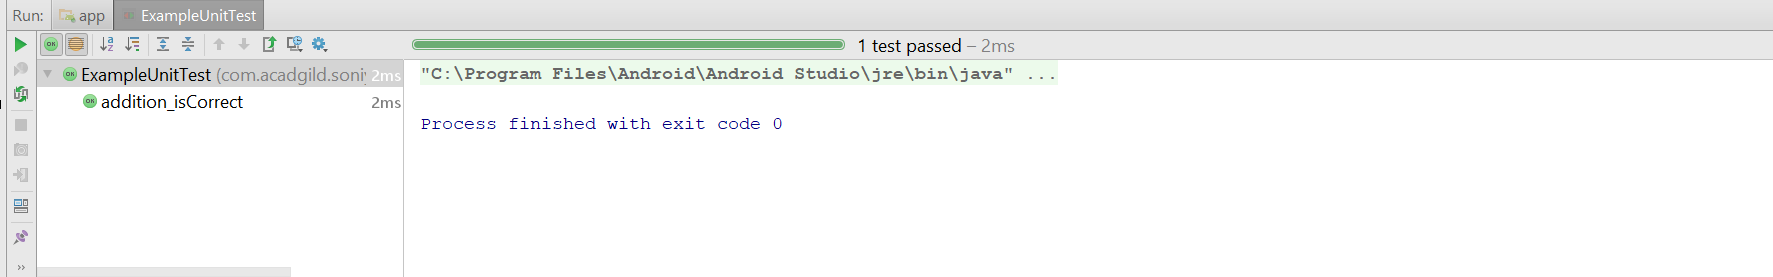 Run: app ExampleUnitTest
1 test passed – 2ms
ExampleUnitTest (com.acadgild.soni 2ms
addition_isCorrect 2ms
"C:\Program Files\Android\Android Studio\jre\bin\java" ...
Process finished with exit code 0